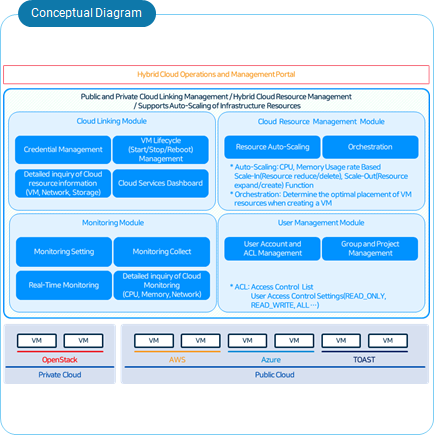 Conceptual Diagram
Hybrid Cloud Operations and Management Portal
Public and Private Cloud Linking Management / Hybrid Cloud Resource Management
/ Supports Auto-Scaling of Infrastructure Resources
Cloud Linking Module
Credential Management
VM Lifecycle
(Start/Stop/Reboot)
Management
Detailed inquiry of Cloud
resource information
(VM, Network, Storage)
Cloud Services Dashboard
Cloud Resource Management Module
Resource Auto-Scaling
Orchestration
* Auto-Scaling: CPU, Memory Usage rate Based
Scale-In(Resource reduce/delete), Scale-Out(Resource
expand/create) Function
* Orchestration: Determine the optimal placement of VM
resources when creating a VM
Monitoring Module
Monitoring Setting
Monitoring Collect
Real-Time Monitoring
Detailed inquiry of Cloud
Monitoring
(CPU, Memory, Network)
User Management Module
User Account and
ACL Management
Group and Project
Management
* ACL: Access Control List
User Access Control Settings(READ_ONLY,
READ_WRITE, ALL ···)
VM VM VM VM VM VM VM VM
OpenStack AWS Azure TOAST
Private Cloud Public Cloud